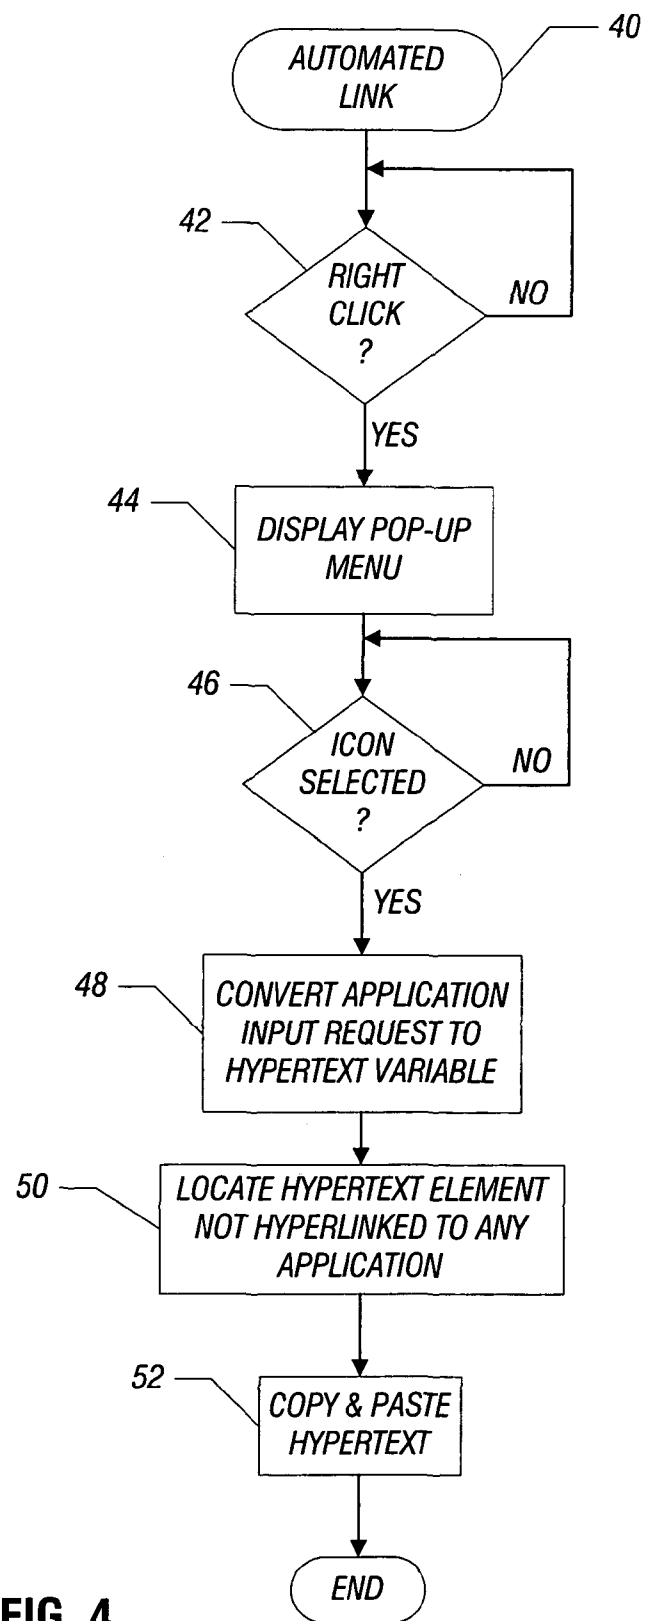 40
AUTOMATED
LINK
42
RIGHT
CLICK
?
NO
YES
44
DISPLAY POP-UP
MENU
46
ICON
SELECTED
?
NO
YES
48
CONVERT APPLICATION
INPUT REQUEST TO
HYPERTEXT VARIABLE
50
LOCATE HYPERTEXT ELEMENT
NOT HYPERLINKED TO ANY
APPLICATION
52
COPY & PASTE
HYPERTEXT
END
FIG. 4